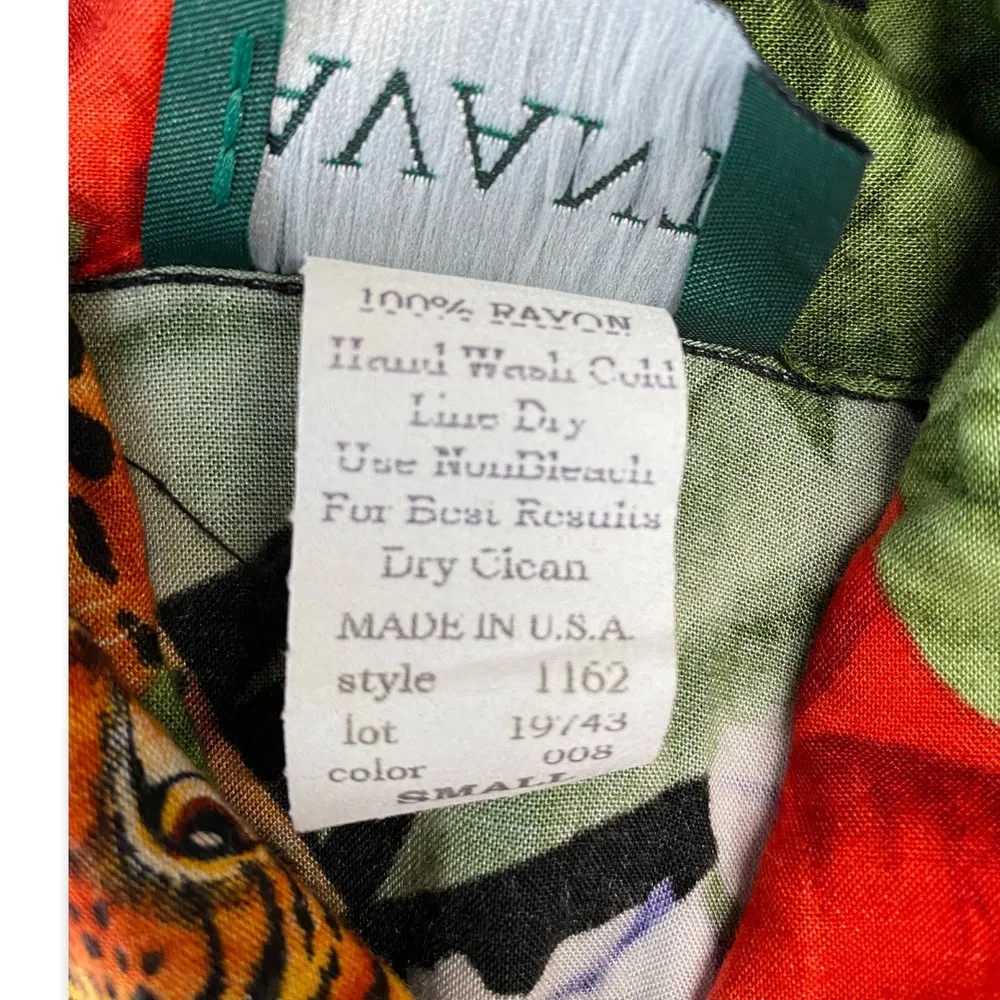 100% RAYON
Hand Wash Cold
Line Dry
Use NonBleach
For Best Results
Dry Clean
MADE IN U.S.A.
style 1162
lot 19743
color 008
SMALL